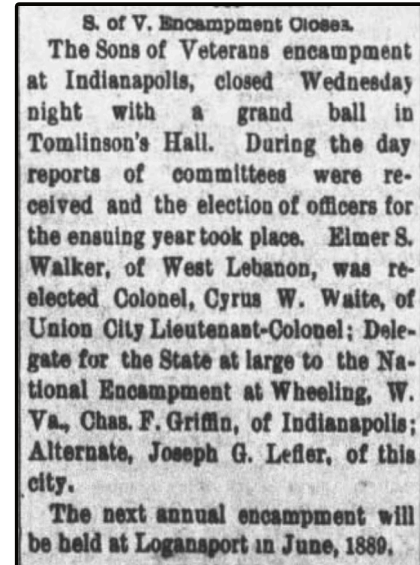 S. of V. Encampment Closes.
The Sons of Veterans encampment
at Indianapolis, closed Wednesday
night with a grand ball in
Tomlinson's Hall. During the day
reports of committees were re-
ceived and the election of officers for
the ensuing year took place. Elmer S.
Walker, of West Lebanon, was re-
elected Colonel, Cyrus W. Waite, of
Union City Lieutenant-Colonel; Dele-
gate for the State at large to the Na-
tional Encampment at Wheeling, W.
Va., Chas. F. Griffin, of Indianapolis;
Alternate, Joseph G. Lefler, of this
city.
The next annual encampment will
be held at Logansport in June, 1889.